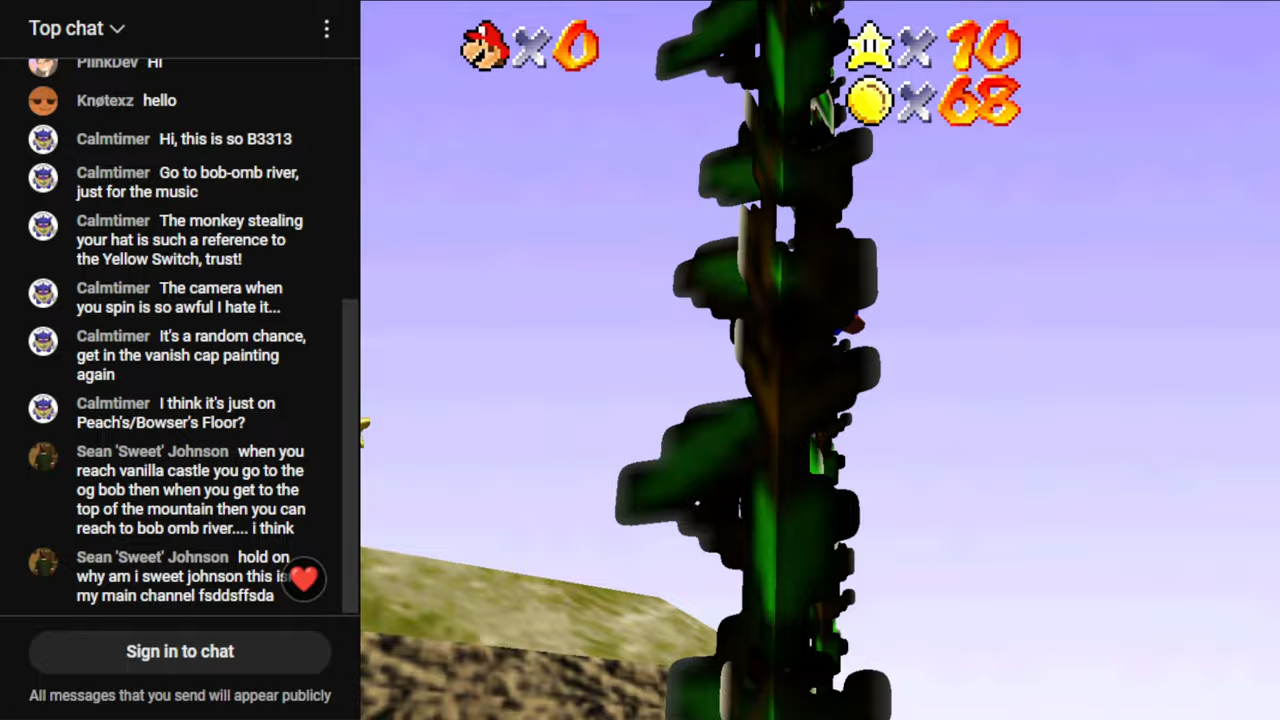 Top chat
PlinkDev Hi
Knøtexz hello
Calmtimer Hi, this is so B3313
Calmtimer Go to bob-omb river,
just for the music
Calmtimer The monkey stealing
your hat is such a reference to
the Yellow Switch, trust!
Calmtimer The camera when
you spin is so awful I hate it...
Calmtimer It's a random chance,
get in the vanish cap painting
again
Calmtimer I think it's just on
Peach's/Bowser's Floor?
Sean 'Sweet' Johnson when you
reach vanilla castle you go to the
og bob then when you get to the
top of the mountain then you can
reach to bob omb river.... i think
Sean 'Sweet' Johnson hold on
why am i sweet johnson this is
my main channel fsddsffsda
Sign in to chat
All messages that you send will appear publicly
×0
×10
×68